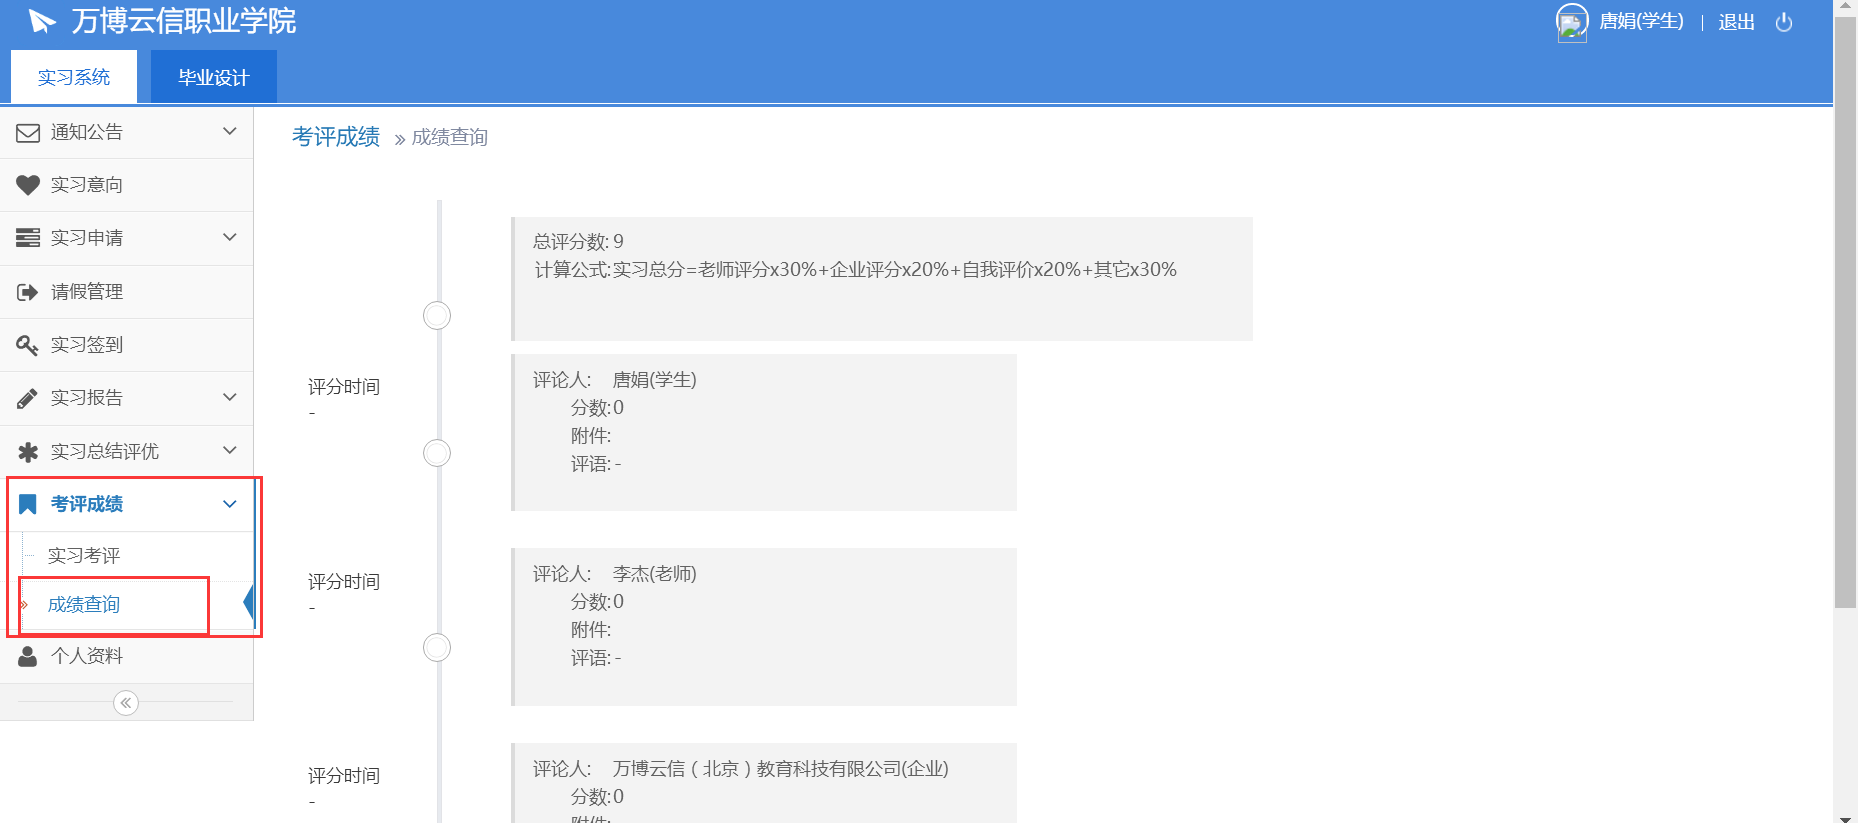 万博云信职业学院
唐娟(学生) | 退出
实习系统 毕业设计
通知公告
实习意向
实习申请
请假管理
实习签到
实习报告
实习总结评优
考评成绩
实习考评
成绩查询
个人资料
考评成绩 » 成绩查询
总评分数: 9
计算公式:实习总分=老师评分x30%+企业评分x20%+自我评价x20%+其它x30%
评分时间
-
评论人: 唐娟(学生)
分数:0
附件:
评语: -
评分时间
-
评论人: 李杰(老师)
分数:0
附件:
评语: -
评分时间
-
评论人: 万博云信（北京）教育科技有限公司(企业)
分数:0
附件: